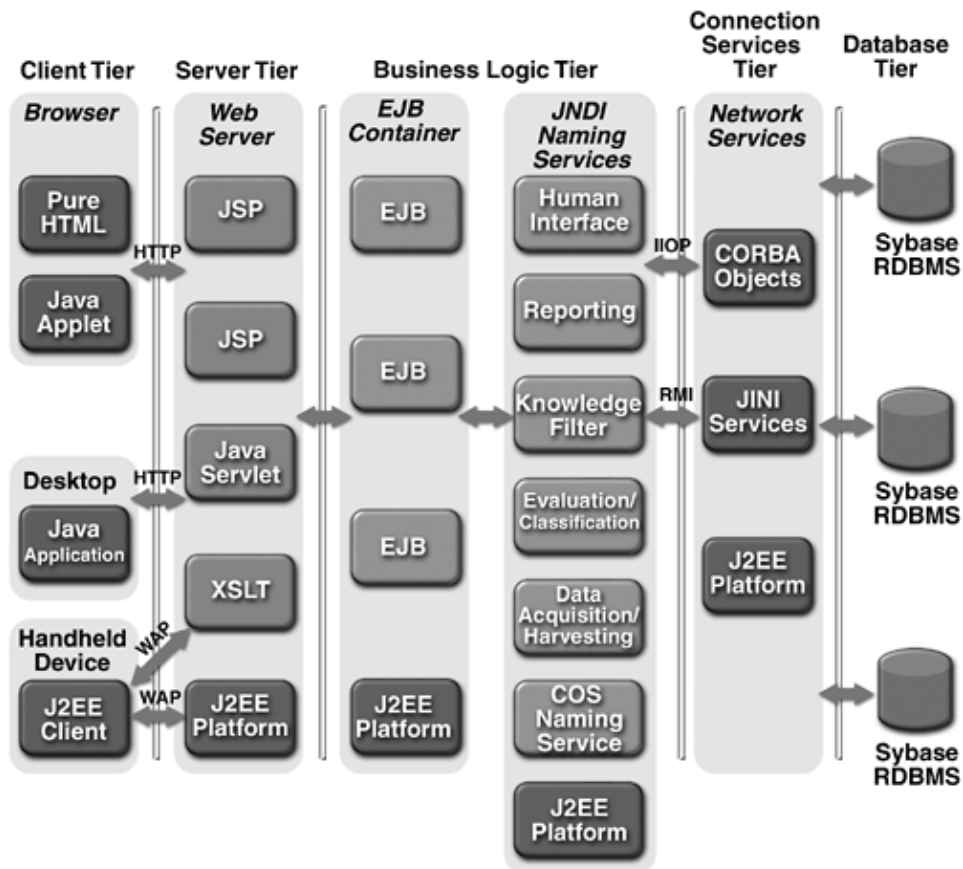 Client Tier
Server Tier
Business Logic Tier
Connection
Services
Tier
Database
Tier
Browser
Pure
HTML
Java
Applet
Desktop
Java
Application
Handheld
Device
J2EE
Client
HTTP
HTTP
WAP
WAP
Web
Server
JSP
JSP
Java
Servlet
XSLT
J2EE
Platform
EJB
Container
EJB
EJB
EJB
J2EE
Platform
JNDI
Naming
Services
Human
Interface
Reporting
Knowledge
Filter
Evaluation/
Classification
Data
Acquisition/
Harvesting
COS
Naming
Service
J2EE
Platform
IIOP
RMI
Network
Services
CORBA
Objects
JINI
Services
J2EE
Platform
Sybase
RDBMS
Sybase
RDBMS
Sybase
RDBMS